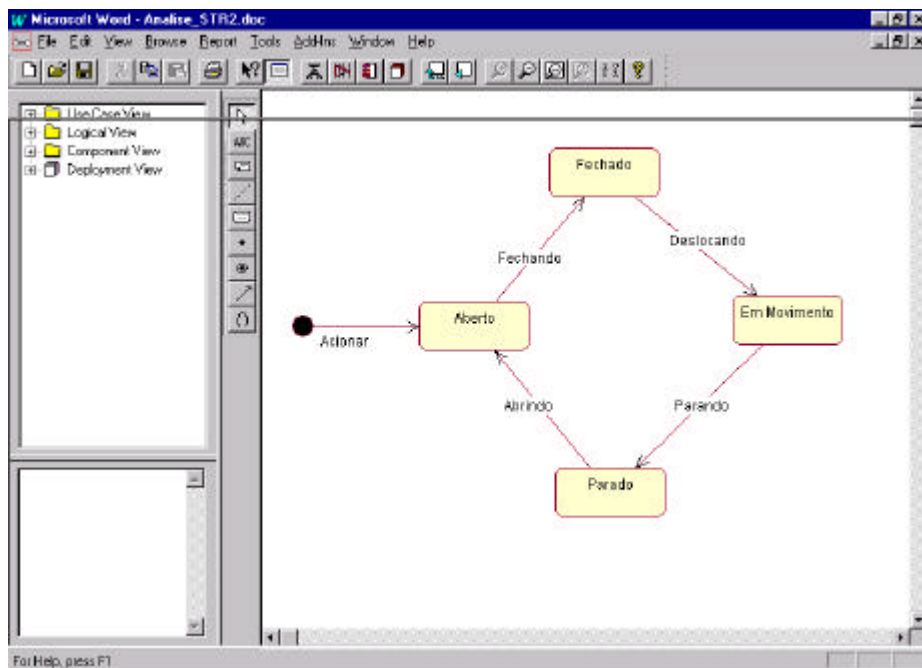 Microsoft Word - Analise_STR2.doc
File Edit View Browse Report Tools Add-Ins Window Help
Use Case View
Logical View
Component View
Deployment View
ABC
Fechado
Deslocando
Fechando
Em Movimento
Aberto
Acionar
Abrindo
Parando
Parado
For Help, press F1